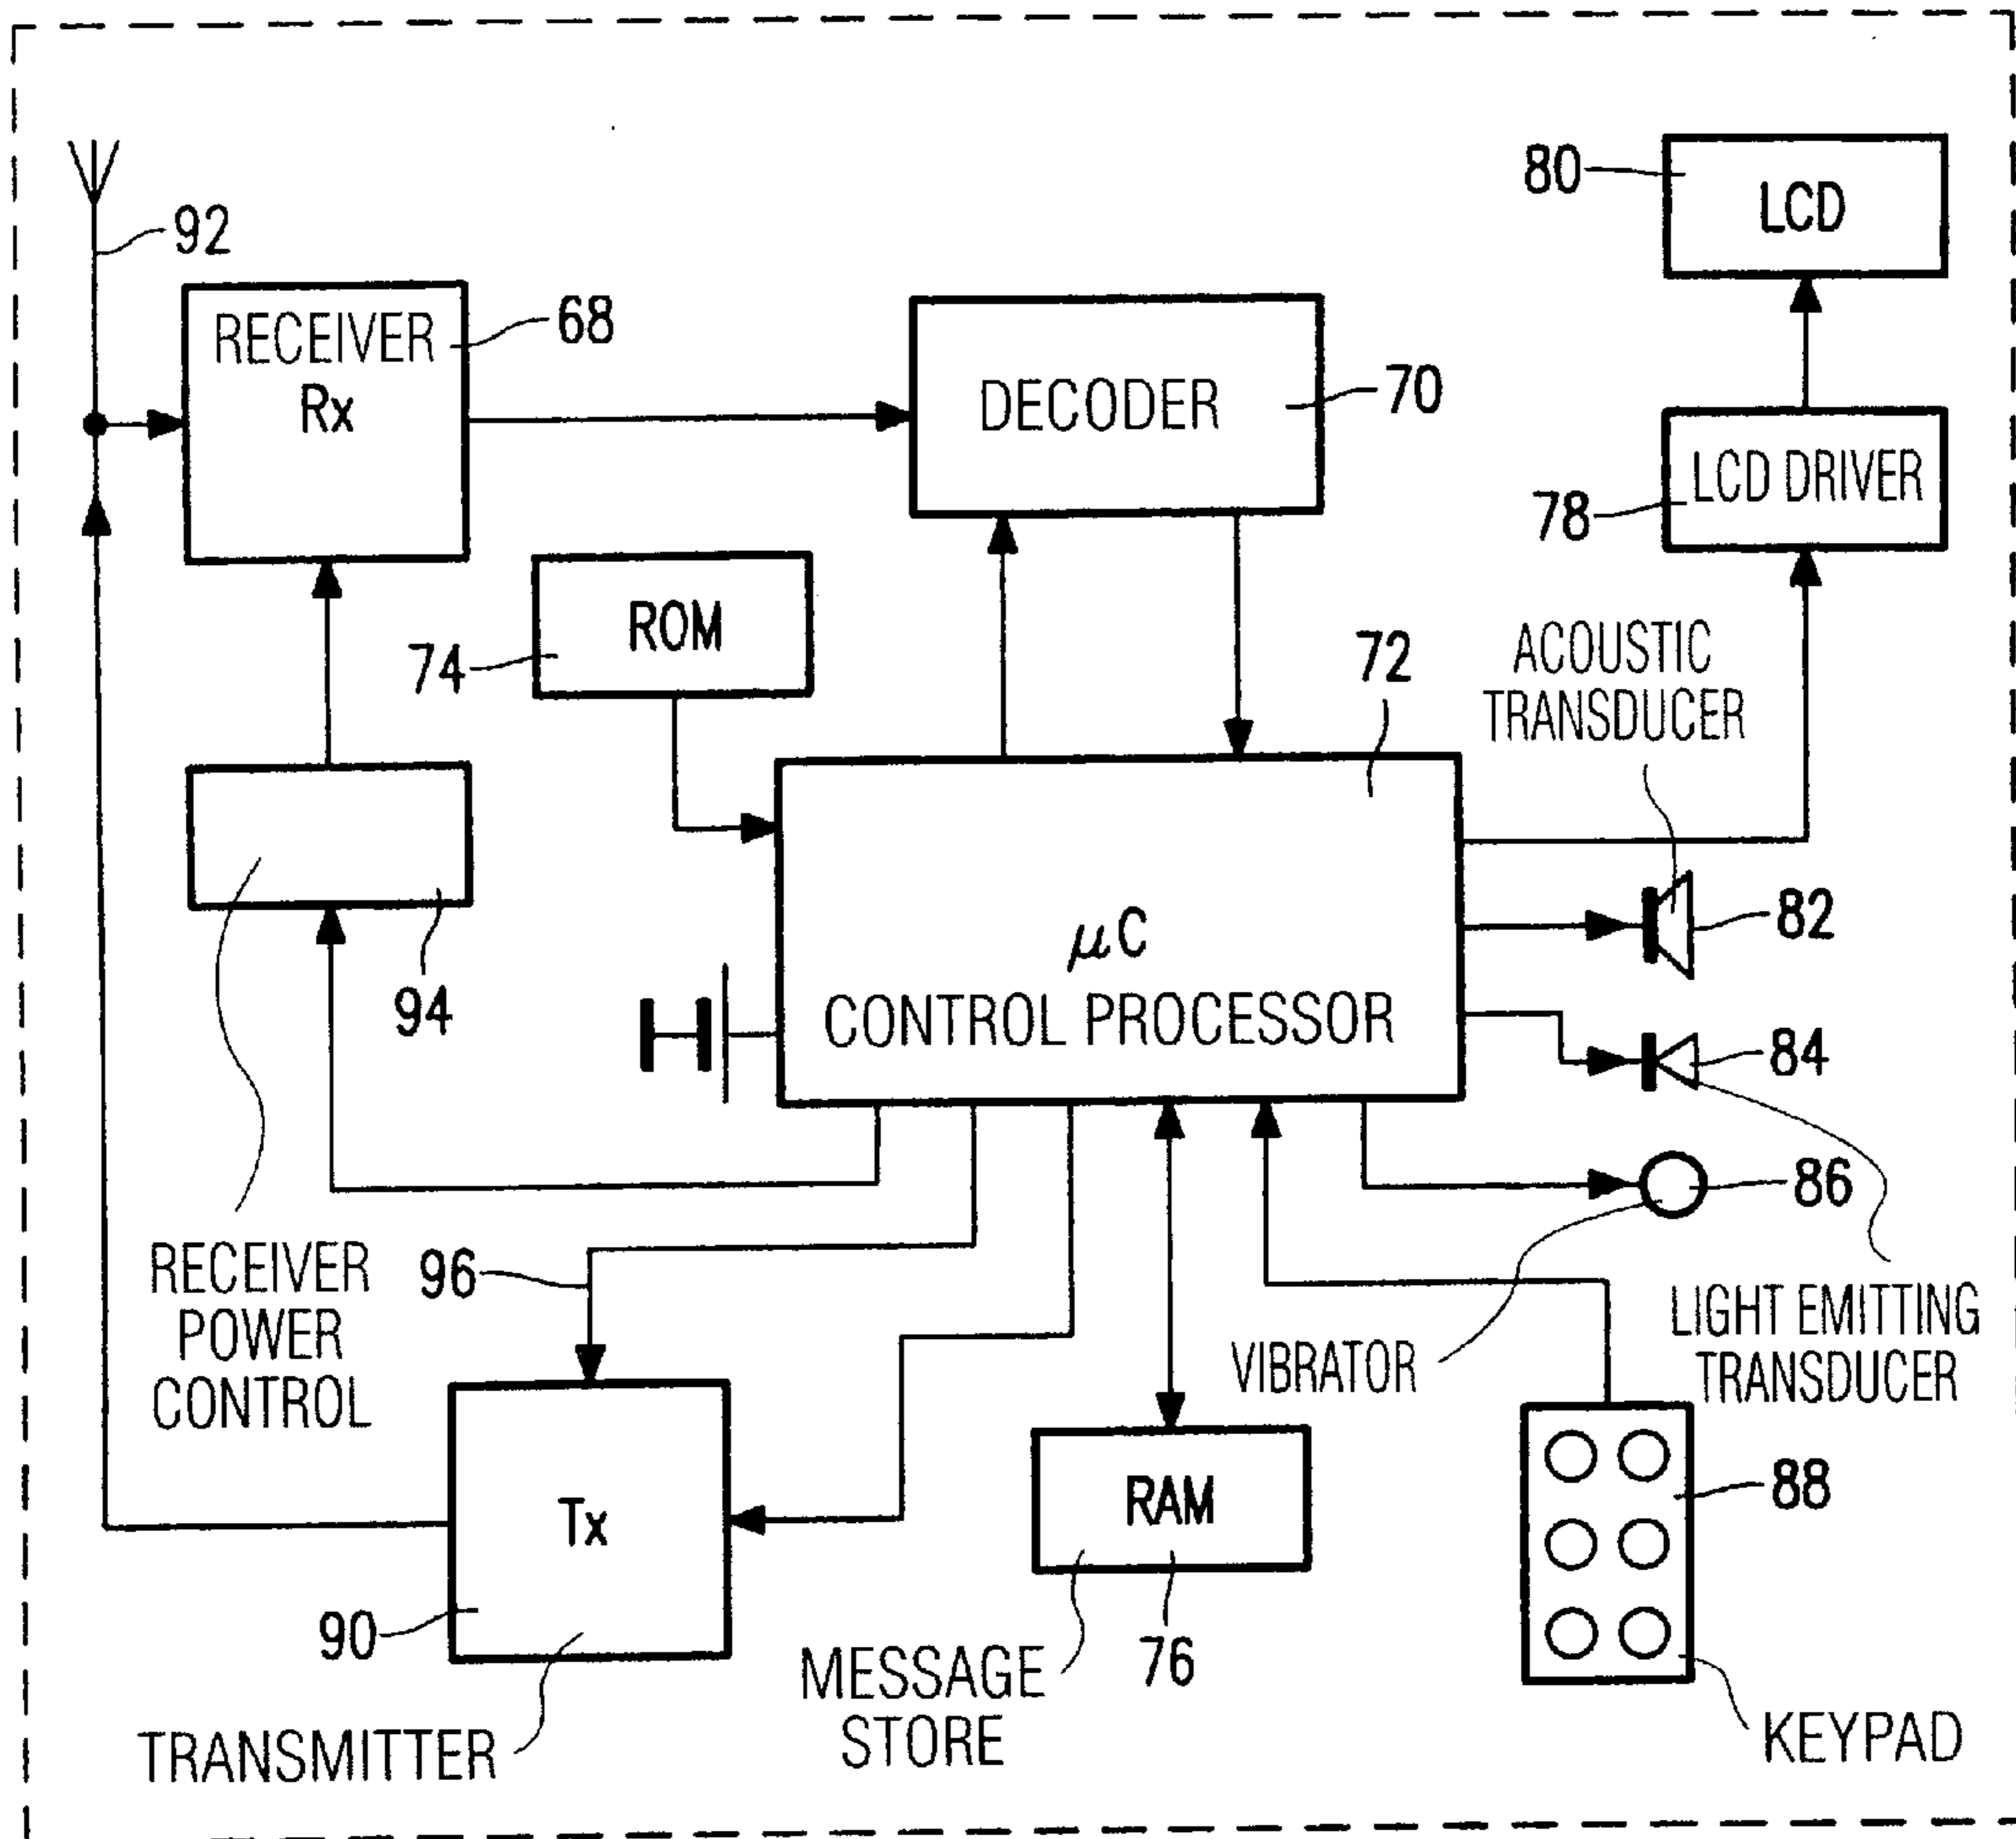 80
LCD
92
RECEIVER
Rx
68
DECODER
70
LCD DRIVER
78
ROM
74
72
ACOUSTIC
TRANSDUCER
μC
CONTROL PROCESSOR
82
94
84
86
RECEIVER
POWER
CONTROL
96
VIBRATOR
LIGHT EMITTING
TRANSDUCER
Tx
90
RAM
76
88
MESSAGE
STORE
TRANSMITTER
KEYPAD